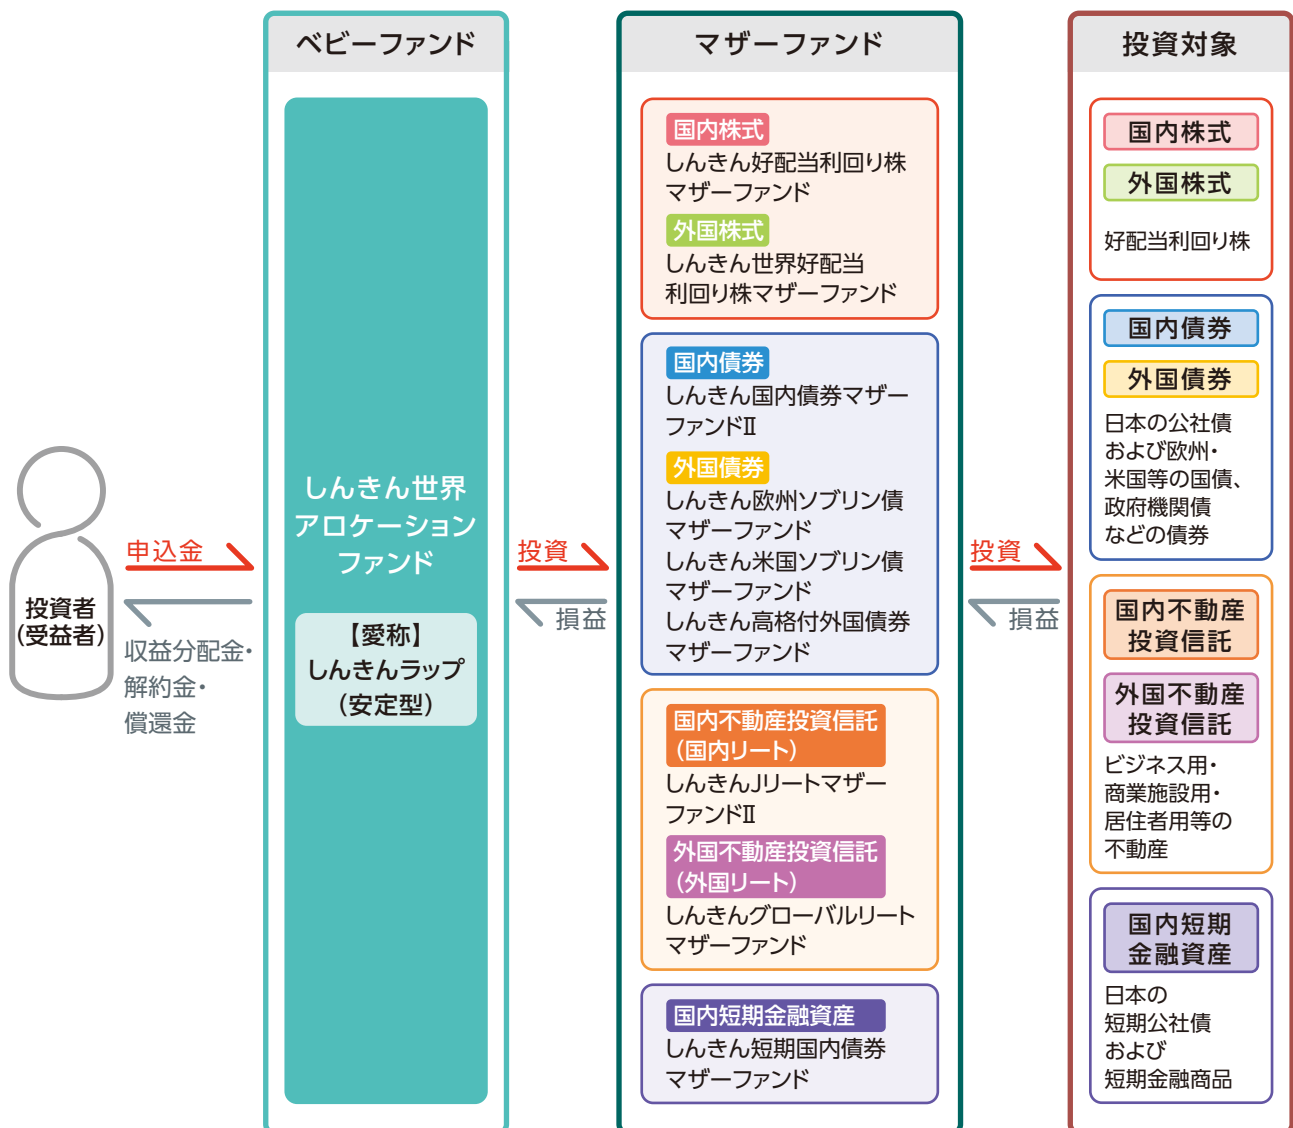 ベビーファンド
マザーファンド
投資対象
投資者
(受益者)
申込金
収益分配金・
解約金・
償還金
しんきん世界
アロケーション
ファンド
【愛称】
しんきんラップ
(安定型)
投資
損益
国内株式
しんきん好配当利回り株
マザーファンド
外国株式
しんきん世界好配当
利回り株マザーファンド
国内債券
しんきん国内債券マザー
ファンドⅡ
外国債券
しんきん欧州ソブリン債
マザーファンド
しんきん米国ソブリン債
マザーファンド
しんきん高格付外国債券
マザーファンド
国内不動産投資信託
(国内リート)
しんきんJリートマザー
ファンドⅡ
外国不動産投資信託
(外国リート)
しんきんグローバルリート
マザーファンド
国内短期金融資産
しんきん短期国内債券
マザーファンド
投資
損益
国内株式
外国株式
好配当利回り株
国内債券
外国債券
日本の公社債
および欧州・
米国等の国債、
政府機関債
などの債券
国内不動産
投資信託
外国不動産
投資信託
ビジネス用・
商業施設用・
居住者用等の
不動産
国内短期
金融資産
日本の
短期公社債
および
短期金融商品